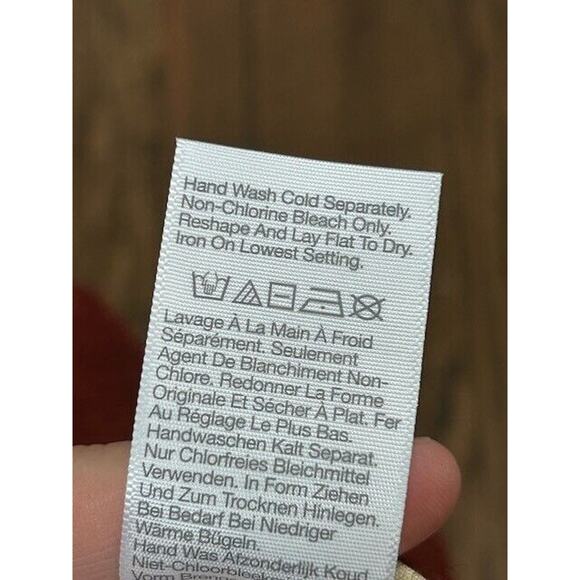 Hand Wash Cold Separately.
Non-Chlorine Bleach Only.
Reshape And Lay Flat To Dry.
Iron On Lowest Setting.
Lavage À La Main À Froid
Séparément. Seulement
Agent De Blanchiment Non-
Chlore. Redonner La Forme
Originale Et Sécher À Plat. Fer
Au Réglage Le Plus Bas.
Handwaschen Kalt Separat.
Nur Chlorfreies Bleichmittel
Verwenden. In Form Ziehen
Und Zum Trocknen Hinlegen.
Bei Bedarf Bei Niedriger
Wärme Bügeln.
Hand Was Afzonderlijk Koud